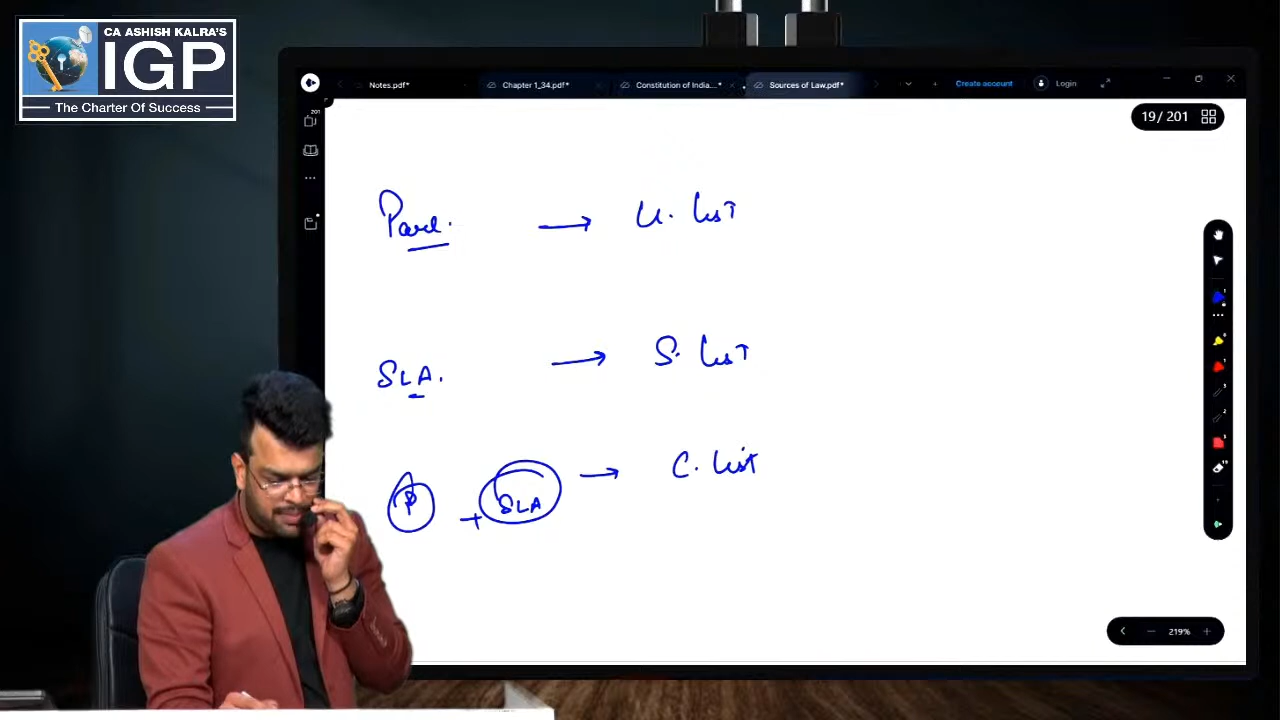 CA ASHISH KALRA'S
IGP
The Charter Of Success
Notes.pdf*
Chapter 1_34.pdf*
Constitution of India...*
Sources of Law.pdf*
Create account
Login
201
19/ 201
Parl. → U. List
SLA. → S. List
P + SLA → C. List
219%